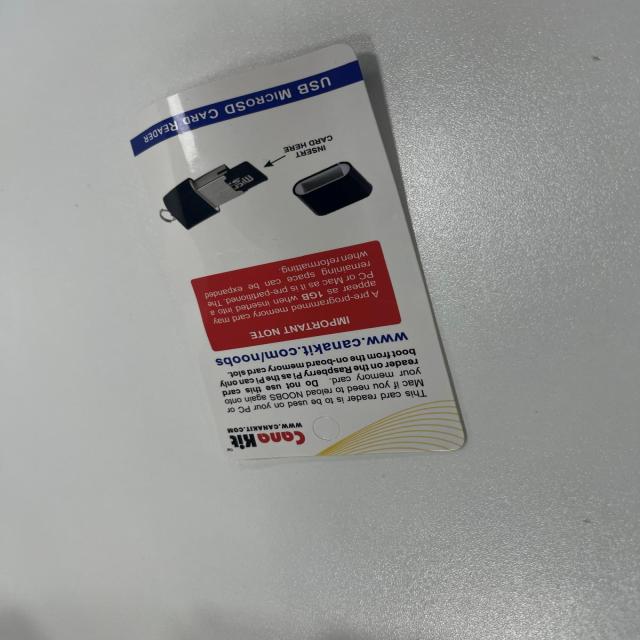 CanaKit™
WWW.CANAKIT.COM
This card reader is to be used on your PC or
Mac if you need to reload NOOBS again onto
your memory card. Do not use this card
reader on the Raspberry Pi as the Pi can only
boot from the on-board memory card slot.
www.canakit.com/noobs
IMPORTANT NOTE
A pre-programmed memory card may
appear as 1GB when inserted into a
PC or Mac as it is pre-partitioned. The
remaining space can be expanded
when reformatting.
INSERT
CARD HERE
micro
USB MICROSD CARD READER